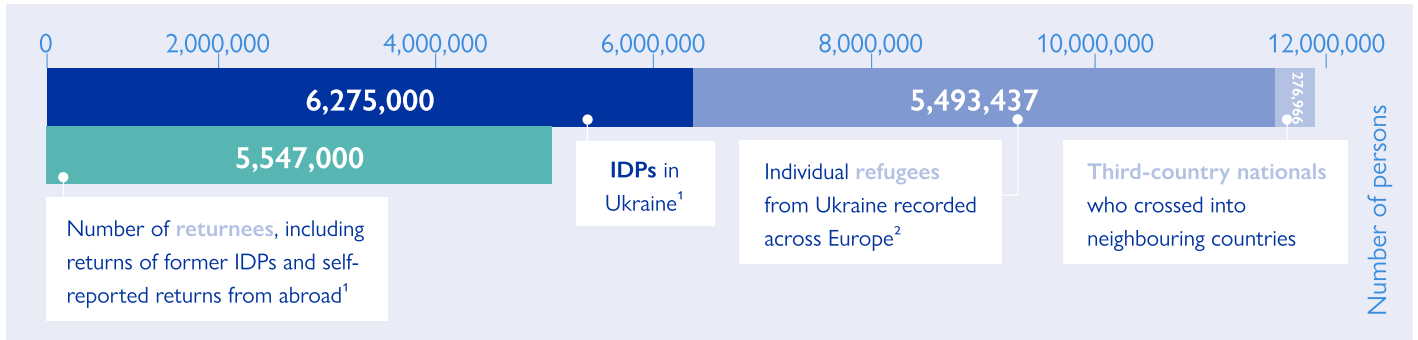 0 2,000,000 4,000,000 6,000,000 8,000,000 10,000,000 12,000,000
6,275,000 5,493,437 276,966
5,547,000
IDPs in
Ukraine¹
Individual refugees
from Ukraine recorded
across Europe²
Third-country nationals
who crossed into
neighbouring countries
Number of returnees, including
returns of former IDPs and self-
reported returns from abroad¹
Number of persons